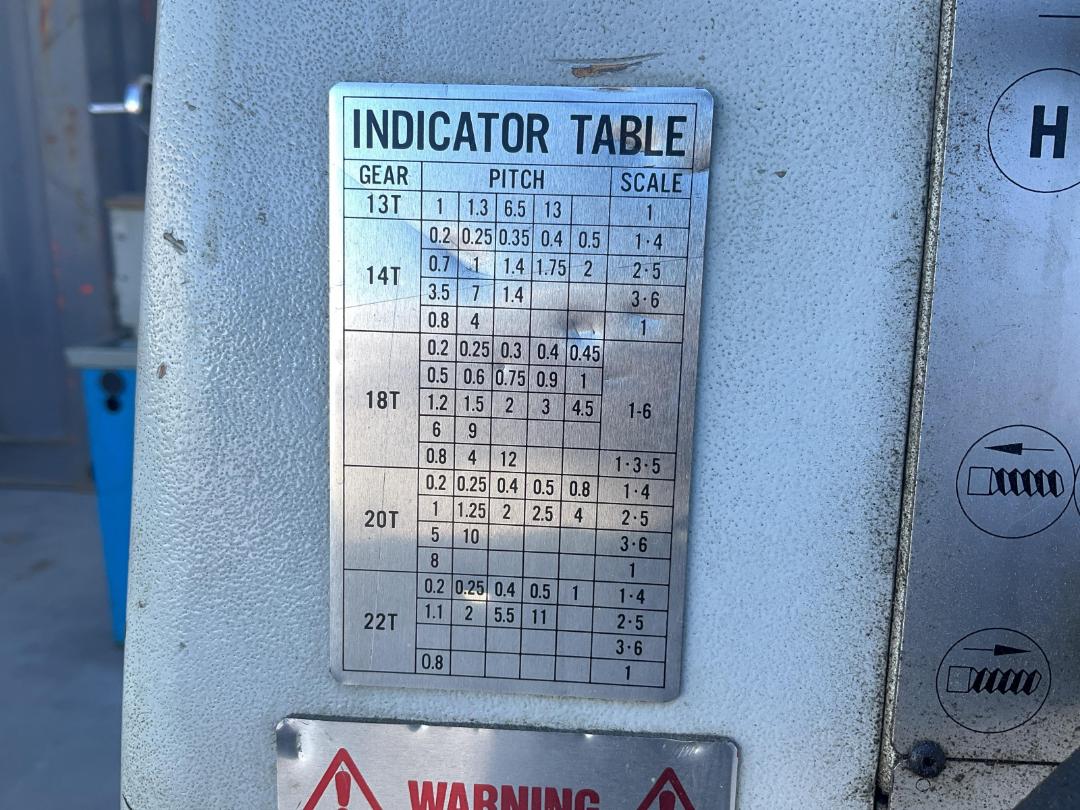 INDICATOR TABLE
GEAR PITCH SCALE
13T 1 1.3 6.5 13 1
0.2 0.25 0.35 0.4 0.5 1·4
14T 0.7 1 1.4 1.75 2 2·5
3.5 7 1.4 3·6
0.8 4 1
0.2 0.25 0.3 0.4 0.45
0.5 0.6 0.75 0.9 1
18T 1.2 1.5 2 3 4.5 1-6
6 9
0.8 4 12 1·3·5
0.2 0.25 0.4 0.5 0.8 1·4
20T 1 1.25 2 2.5 4 2·5
5 10 3·6
8 1
0.2 0.25 0.4 0.5 1 1·4
22T 1.1 2 5.5 11 2·5
3·6
0.8 1
WARNING
H